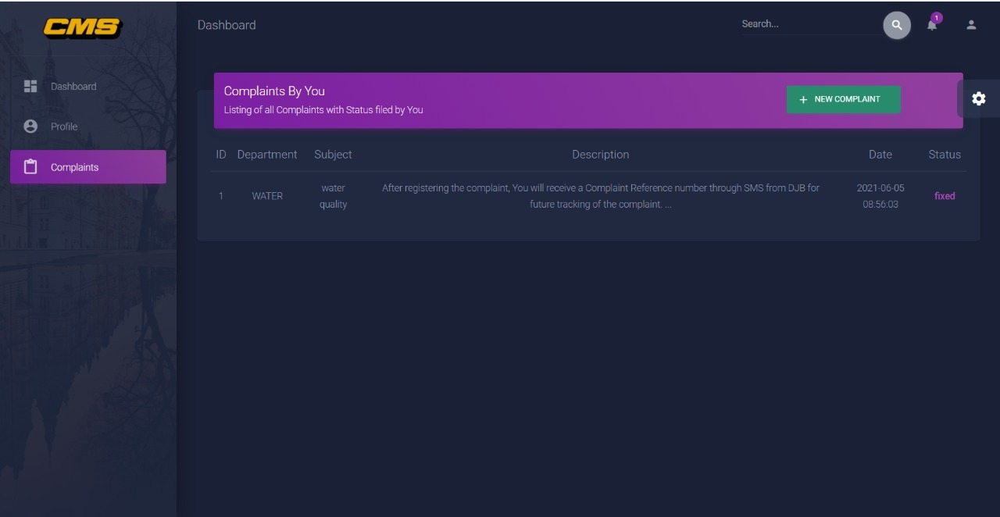 CMS
Dashboard
Search...
1
Dashboard
Profile
Complaints
Complaints By You
Listing of all Complaints with Status filed by You
+ NEW COMPLAINT
ID Department Subject Description Date Status
1 WATER water quality After registering the complaint, You will receive a Complaint Reference number through SMS from DJB for future tracking of the complaint. ... 2021-06-05 08:56:03 fixed